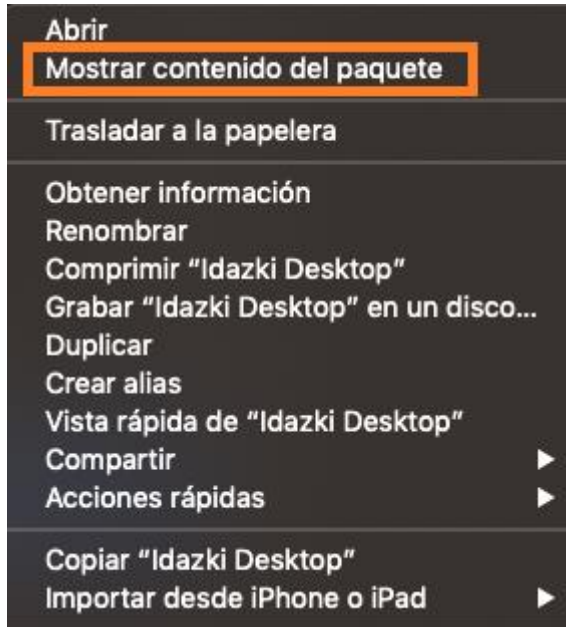 Abrir
Mostrar contenido del paquete
Trasladar a la papelera
Obtener información
Renombrar
Comprimir “Idazki Desktop”
Grabar “Idazki Desktop” en un disco...
Duplicar
Crear alias
Vista rápida de “Idazki Desktop”
Compartir
Acciones rápidas
Copiar “Idazki Desktop”
Importar desde iPhone o iPad